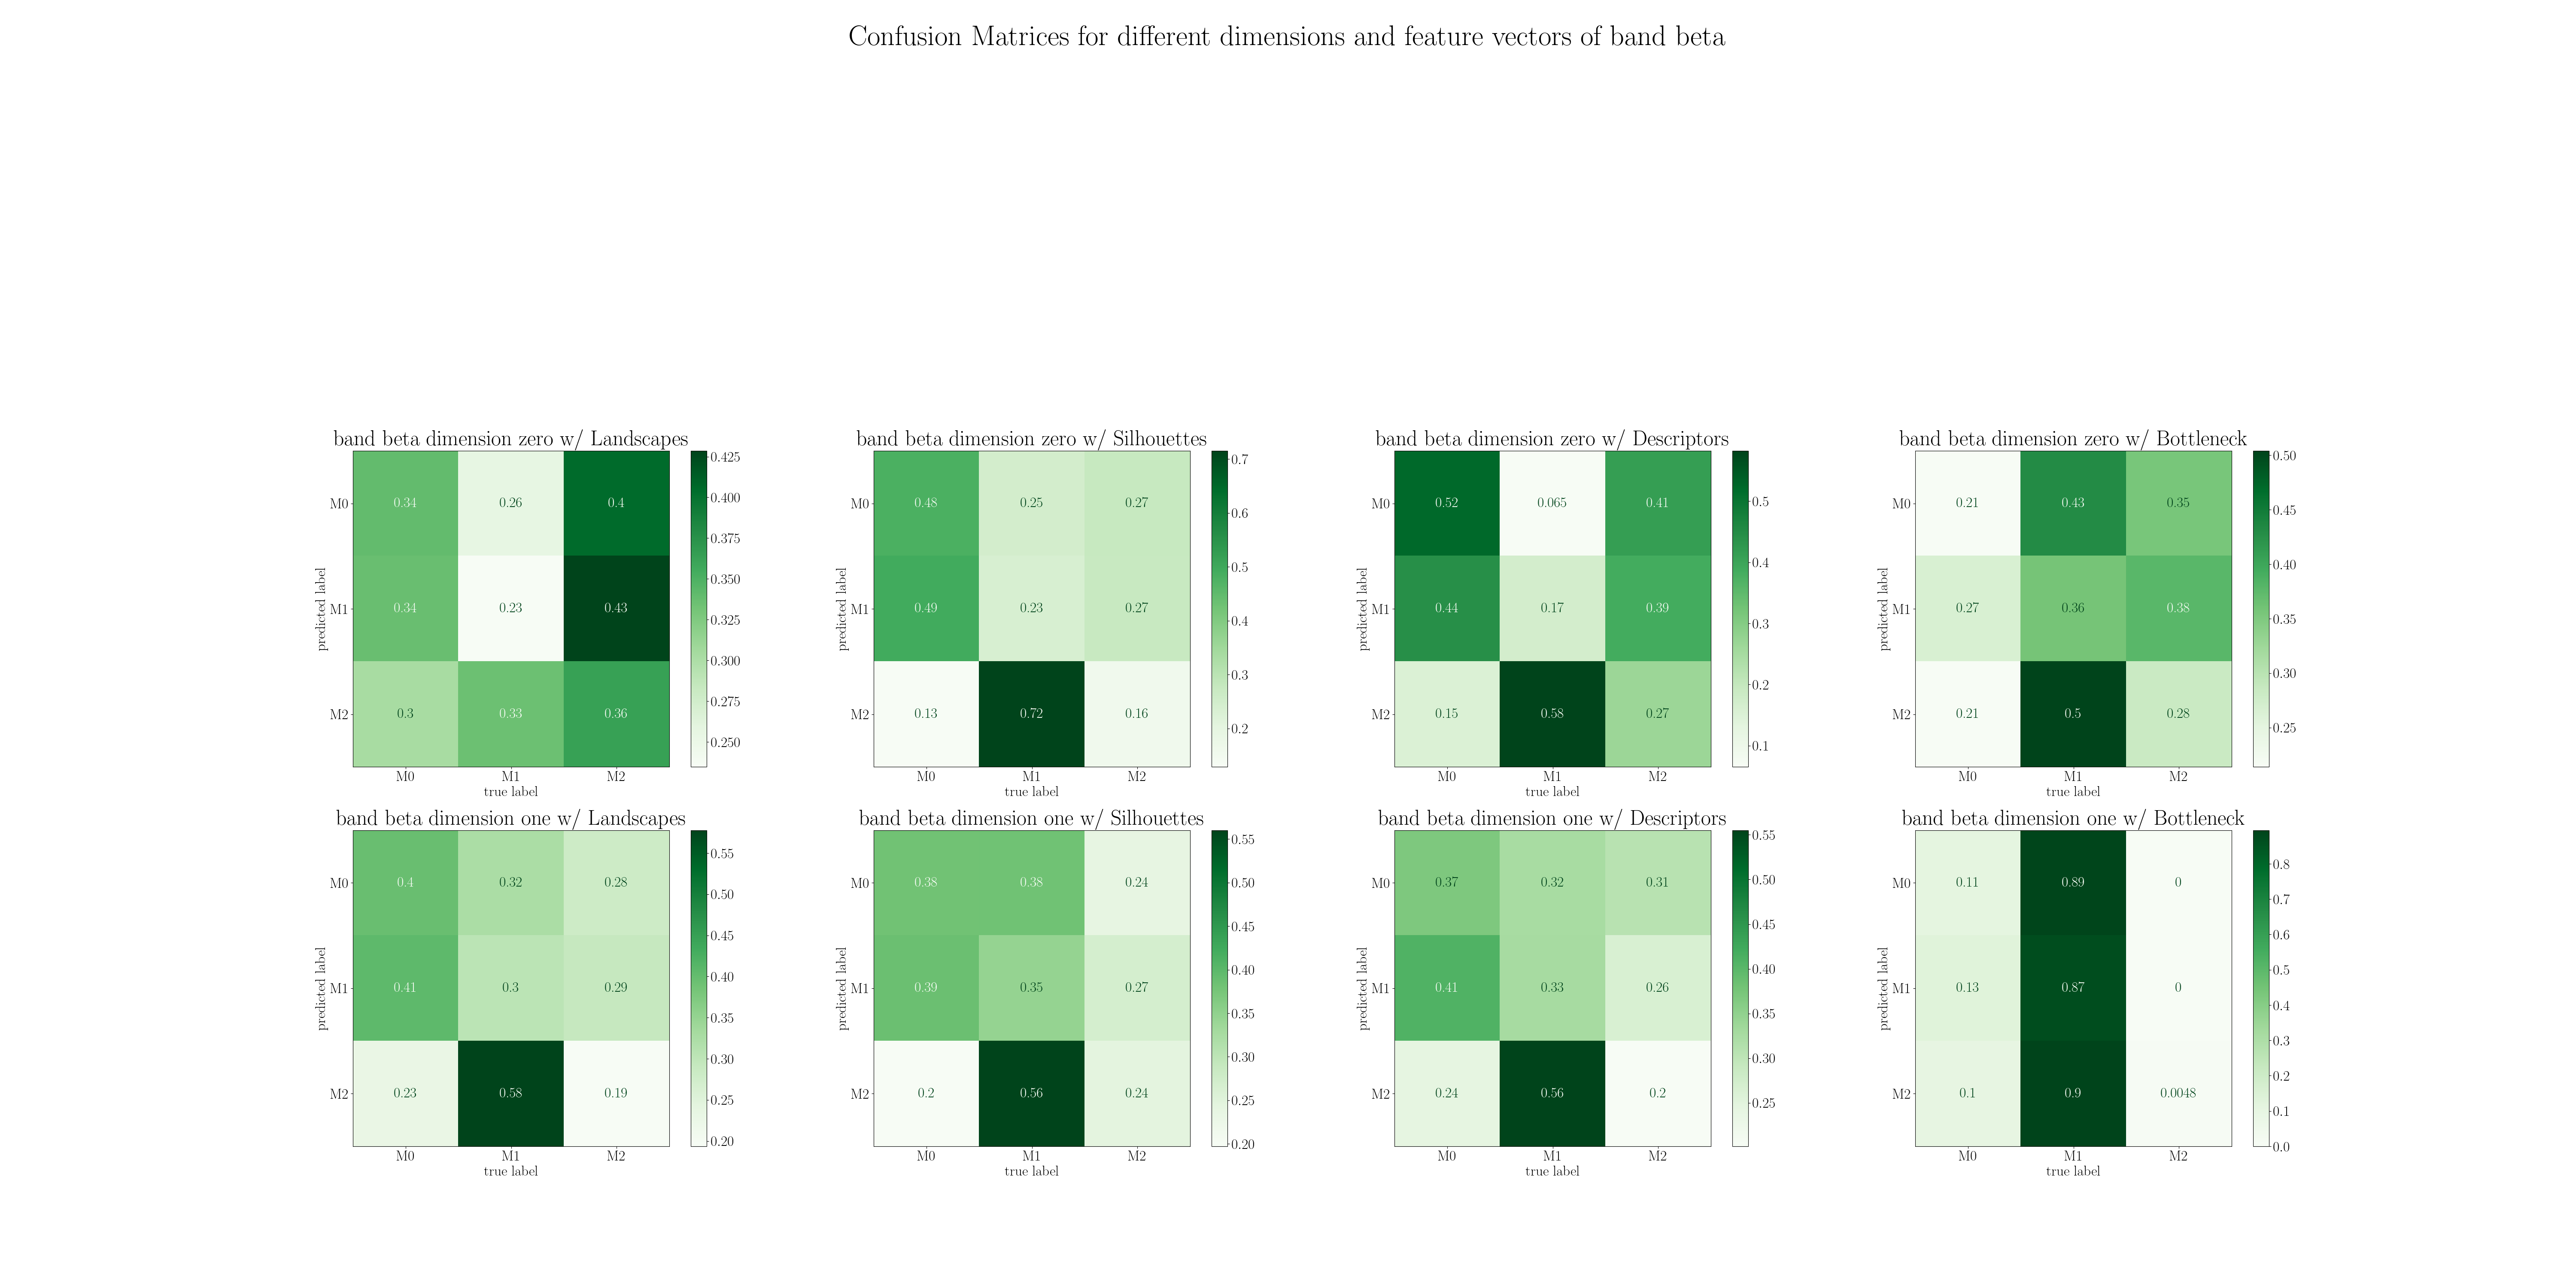 Confusion Matrices for different dimensions and feature vectors of band beta
band beta dimension zero w/ Landscapes
predicted label
M0 0.34 0.26 0.4
M1 0.34 0.23 0.43
M2 0.3 0.33 0.36
M0 M1 M2
true label
0.425
0.400
0.375
0.350
0.325
0.300
0.275
0.250
band beta dimension zero w/ Silhouettes
predicted label
M0 0.48 0.25 0.27
M1 0.49 0.23 0.27
M2 0.13 0.72 0.16
M0 M1 M2
true label
0.7
0.6
0.5
0.4
0.3
0.2
band beta dimension zero w/ Descriptors
predicted label
M0 0.52 0.065 0.41
M1 0.44 0.17 0.39
M2 0.15 0.58 0.27
M0 M1 M2
true label
0.5
0.4
0.3
0.2
0.1
band beta dimension zero w/ Bottleneck
predicted label
M0 0.21 0.43 0.35
M1 0.27 0.36 0.38
M2 0.21 0.5 0.28
M0 M1 M2
true label
0.50
0.45
0.40
0.35
0.30
0.25
band beta dimension one w/ Landscapes
predicted label
M0 0.4 0.32 0.28
M1 0.41 0.3 0.29
M2 0.23 0.58 0.19
M0 M1 M2
true label
0.55
0.50
0.45
0.40
0.35
0.30
0.25
0.20
band beta dimension one w/ Silhouettes
predicted label
M0 0.38 0.38 0.24
M1 0.39 0.35 0.27
M2 0.2 0.56 0.24
M0 M1 M2
true label
0.55
0.50
0.45
0.40
0.35
0.30
0.25
0.20
band beta dimension one w/ Descriptors
predicted label
M0 0.37 0.32 0.31
M1 0.41 0.33 0.26
M2 0.24 0.56 0.2
M0 M1 M2
true label
0.55
0.50
0.45
0.40
0.35
0.30
0.25
band beta dimension one w/ Bottleneck
predicted label
M0 0.11 0.89 0
M1 0.13 0.87 0
M2 0.1 0.9 0.0048
M0 M1 M2
true label
0.8
0.7
0.6
0.5
0.4
0.3
0.2
0.1
0.0